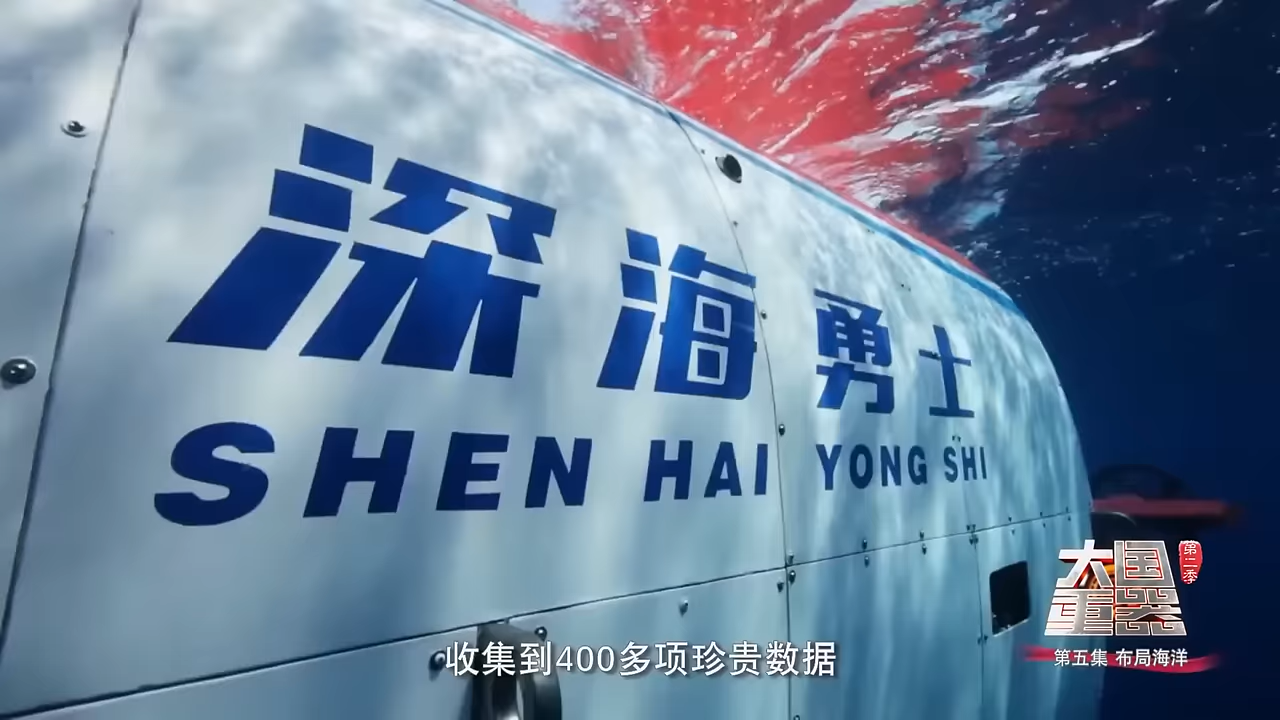 深海勇士
SHEN HAI YONG SHI
大国重器
第二季
第五集 布局海洋
收集到400多项珍贵数据